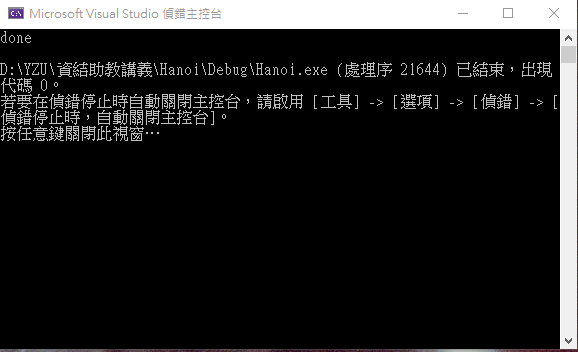 Microsoft Visual Studio 偵錯主控台
done
D:\YZU\資結助教講義\Hanoi\Debug\Hanoi.exe (處理序 21644) 已結束，出現
代碼 0。
若要在偵錯停止時自動關閉主控台，請啟用 [工具] -> [選項] -> [偵錯] -> [
偵錯停止時，自動關閉主控台]。
按任意鍵關閉此視窗…